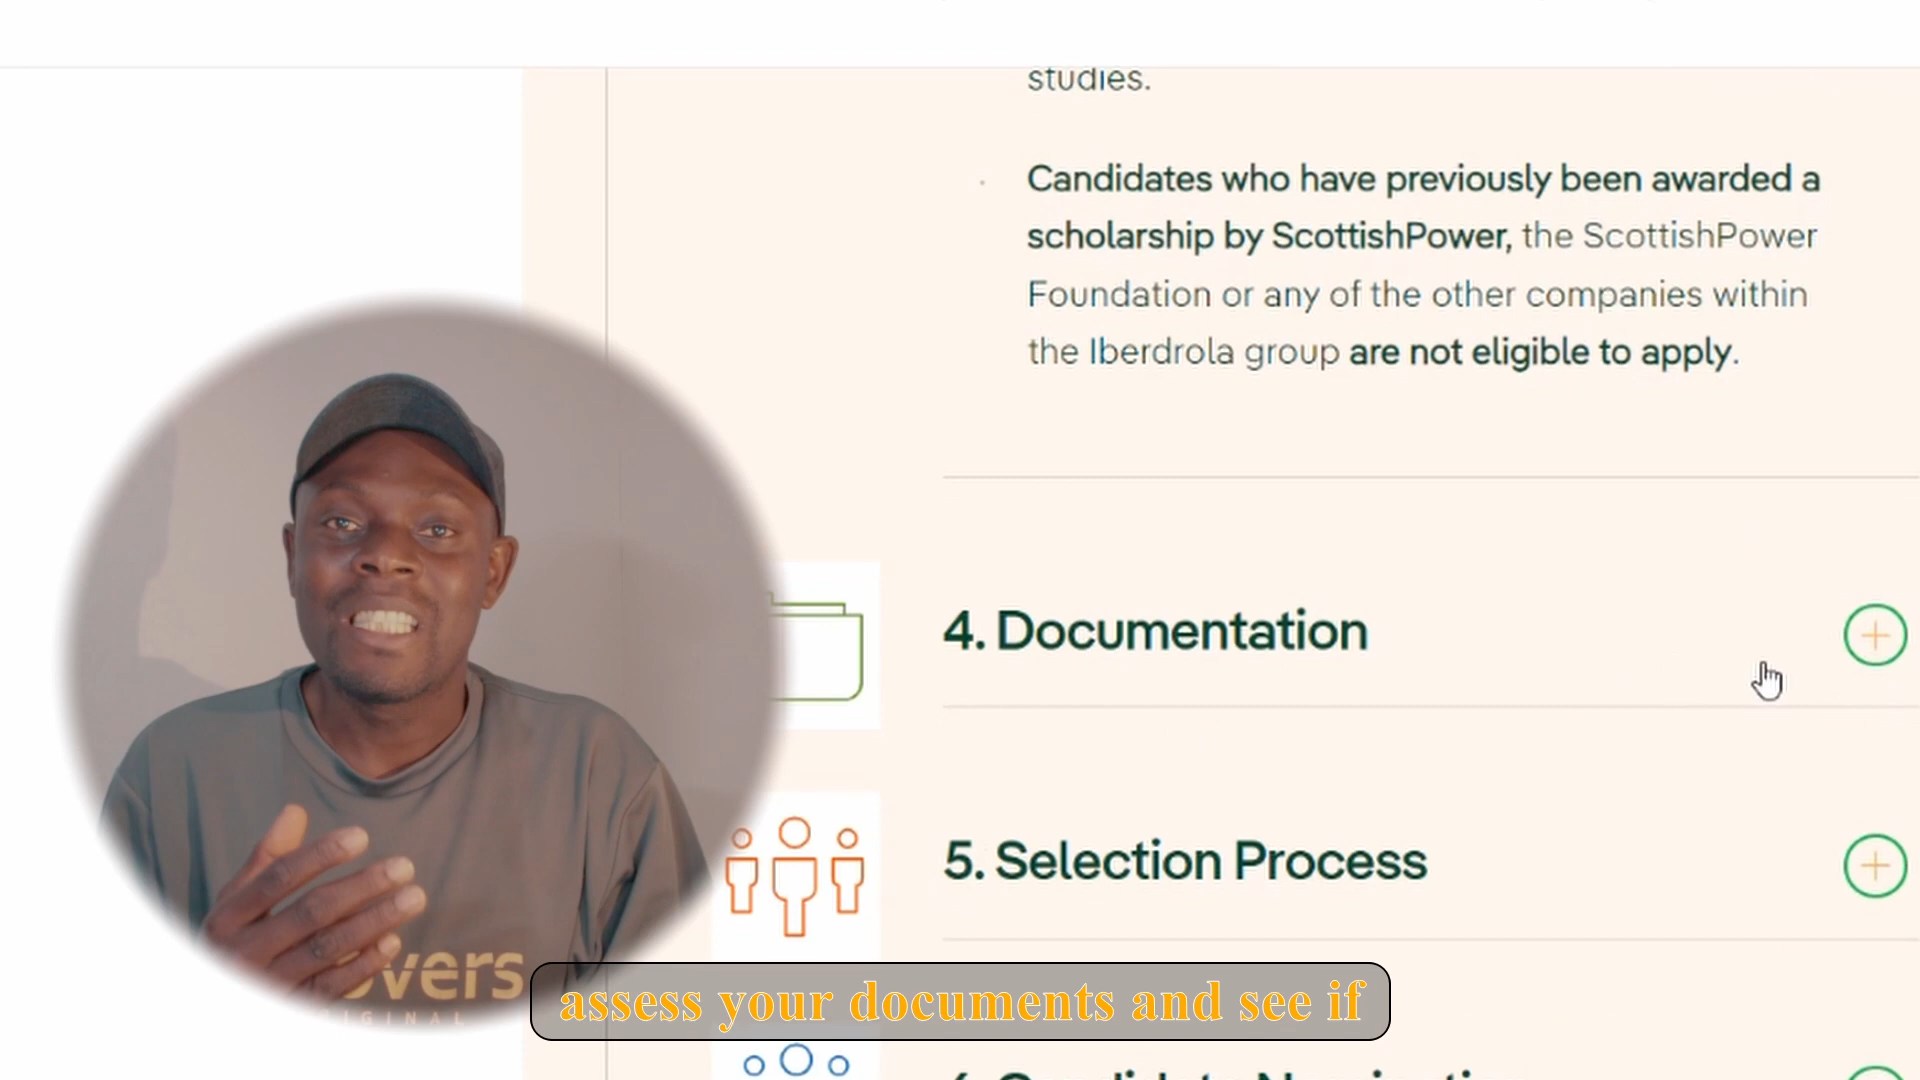 studies.
Candidates who have previously been awarded a
scholarship by ScottishPower, the ScottishPower
Foundation or any of the other companies within
the Iberdrola group are not eligible to apply.
4. Documentation
5. Selection Process
vers
GINAL
assess your documents and see if